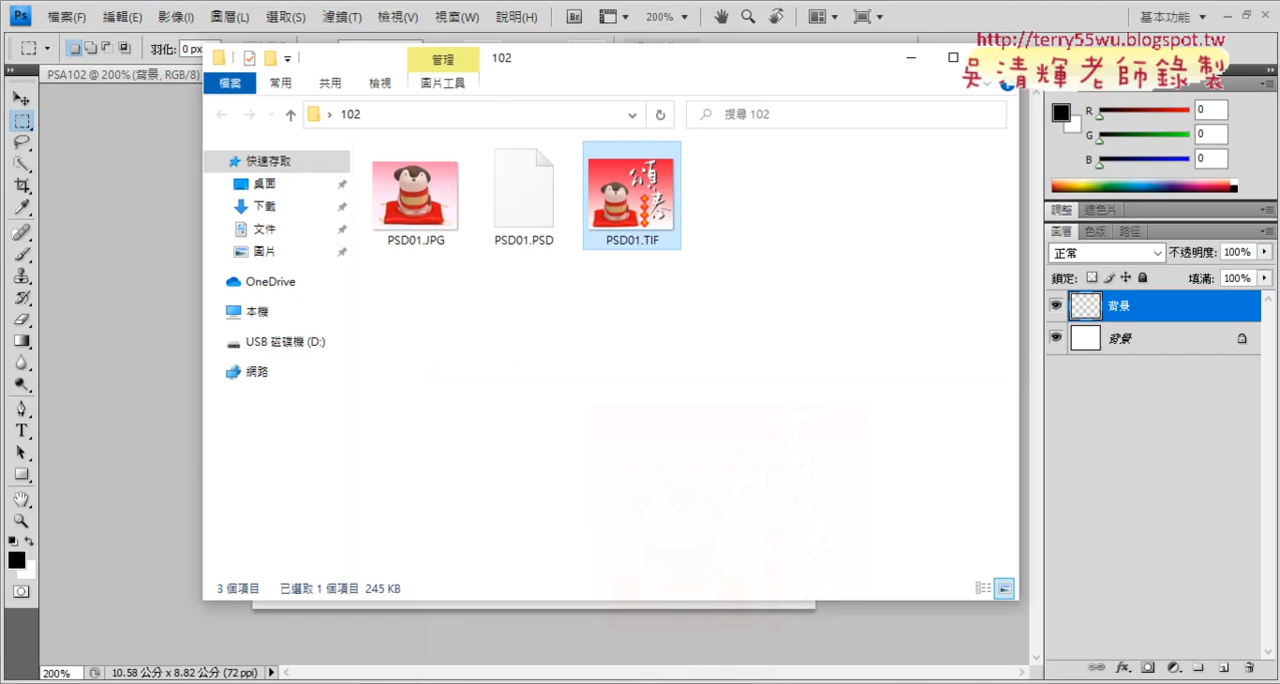 Ps 檔案(F) 編輯(E) 影像(I) 圖層(L) 選取(S) 濾鏡(T) 檢視(V) 視窗(W) 說明(H) Br 200% 基本功能
羽化: 0 px
http://terry55wu.blogspot.tw
吳清輝老師錄製
PSA102 @ 200% (背景, RGB/8)
管理 102
檔案 常用 共用 檢視 圖片工具
102 搜尋 102
快速存取
桌面
下載
文件
圖片
OneDrive
本機
USB 磁碟機 (D:)
網路
頌
春
PSD01.JPG PSD01.PSD PSD01.TIF
3 個項目 已選取 1 個項目 245 KB
R 0
G 0
B 0
調整 遮色片
圖層 色版 路徑
正常 不透明度: 100%
鎖定: 填滿: 100%
背景
背景
T
fx
200% 10.58 公分 x 8.82 公分 (72 ppi)